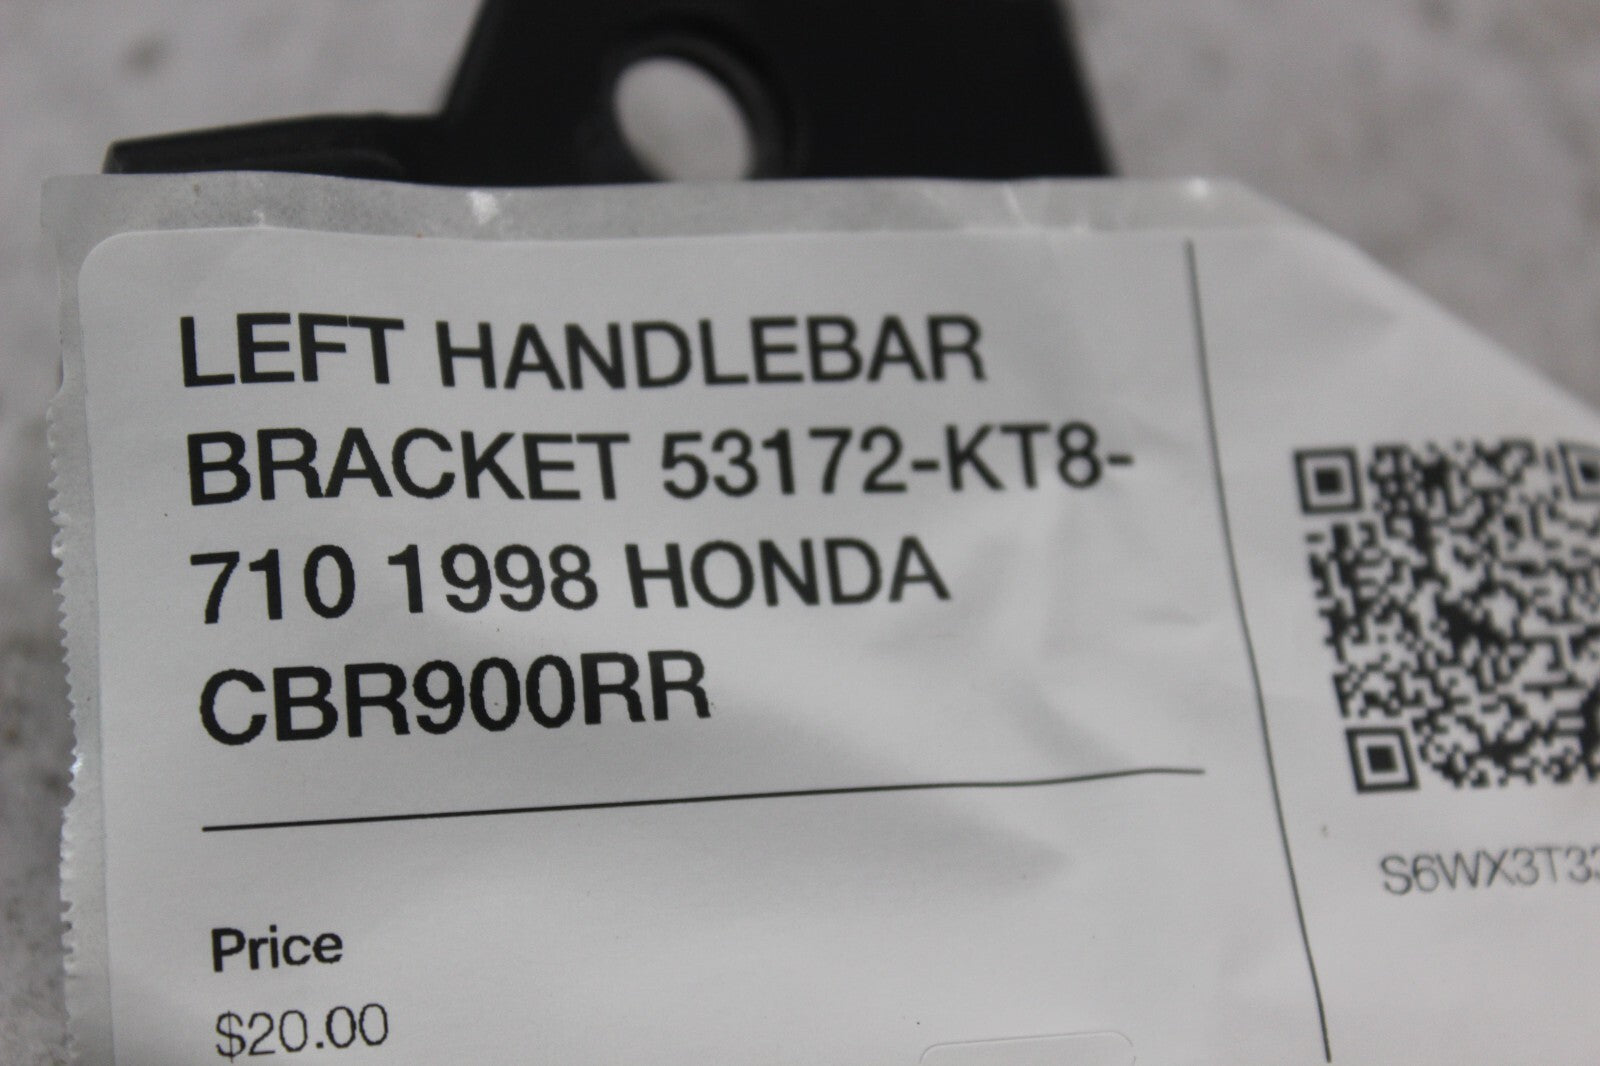 LEFT HANDLEBAR
BRACKET 53172-KT8-
710 1998 HONDA
CBR900RR
Price
$20.00